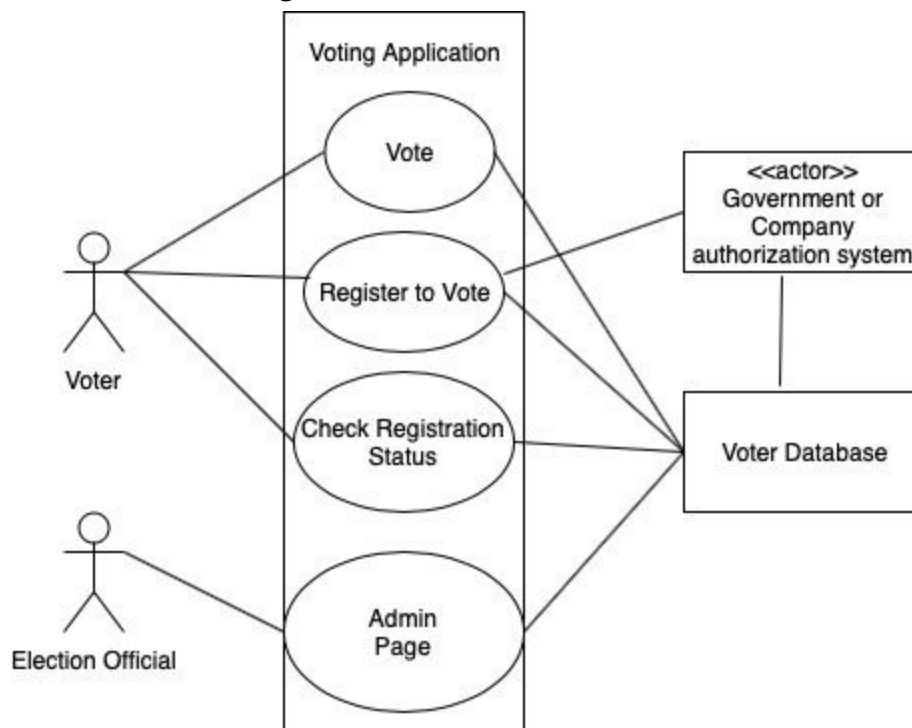 Voting Application
Vote
<<actor>>
Government or
Company
authorization system
Register to Vote
Voter
Check Registration
Status
Voter Database
Admin
Page
Election Official